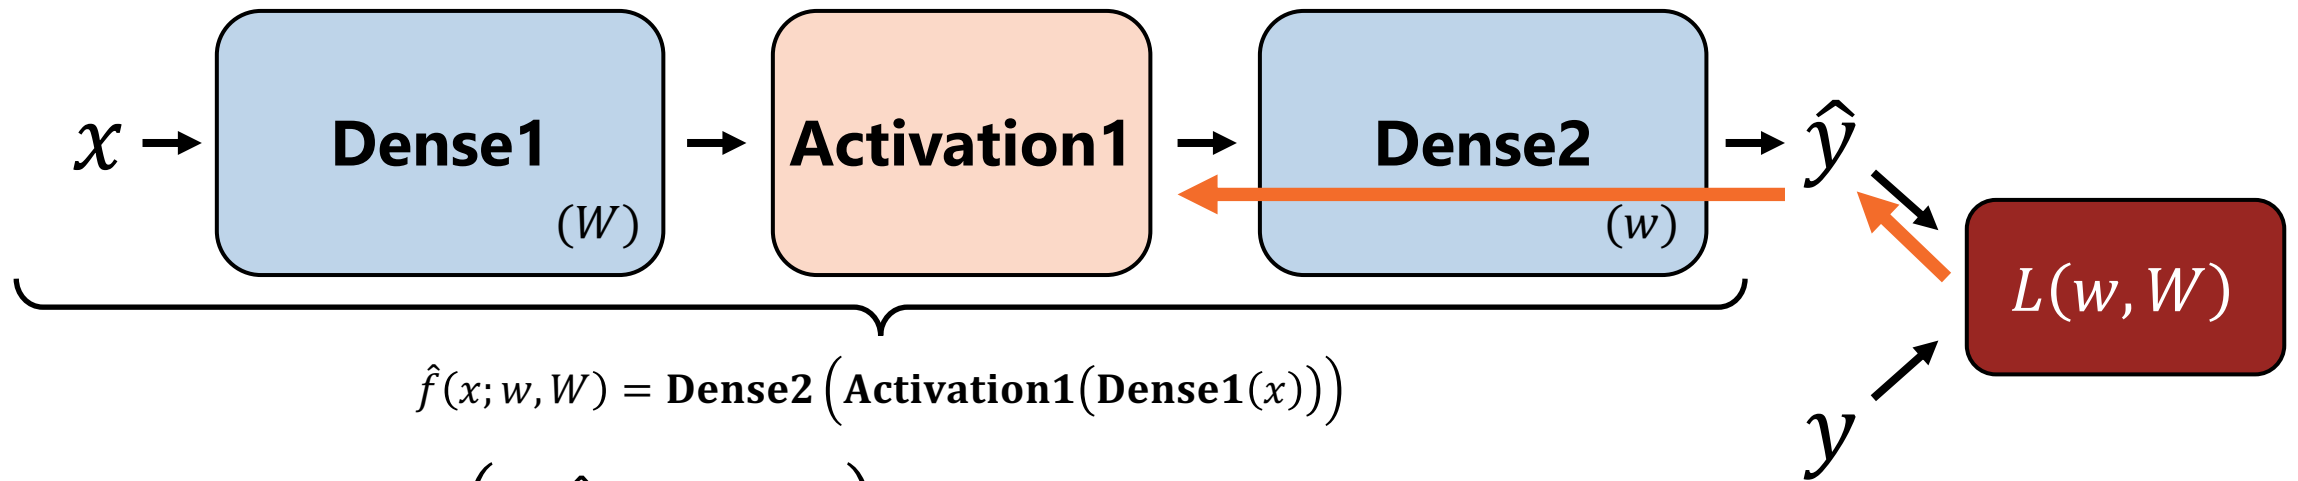 x → Dense1 → Activation1 → Dense2 → ŷ
(W)
(w)
L(w, W)
f̂(x; w, W) = Dense2(Activation1(Dense1(x)))
y